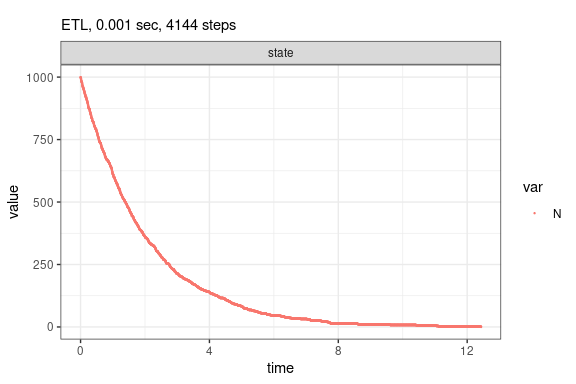 ETL, 0.001 sec, 4144 steps
state
1000
750
500
250
0
value
0 4 8 12
time
var
N